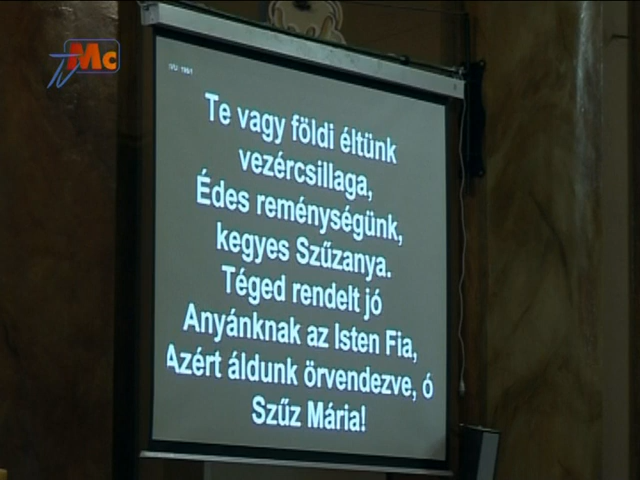 TV Mc
Te vagy földi éltünk
vezércsillaga,
Édes reménységünk,
kegyes Szűzanya.
Téged rendelt jó
Anyánknak az Isten Fia,
Azért áldunk örvendezve, ó
Szűz Mária!